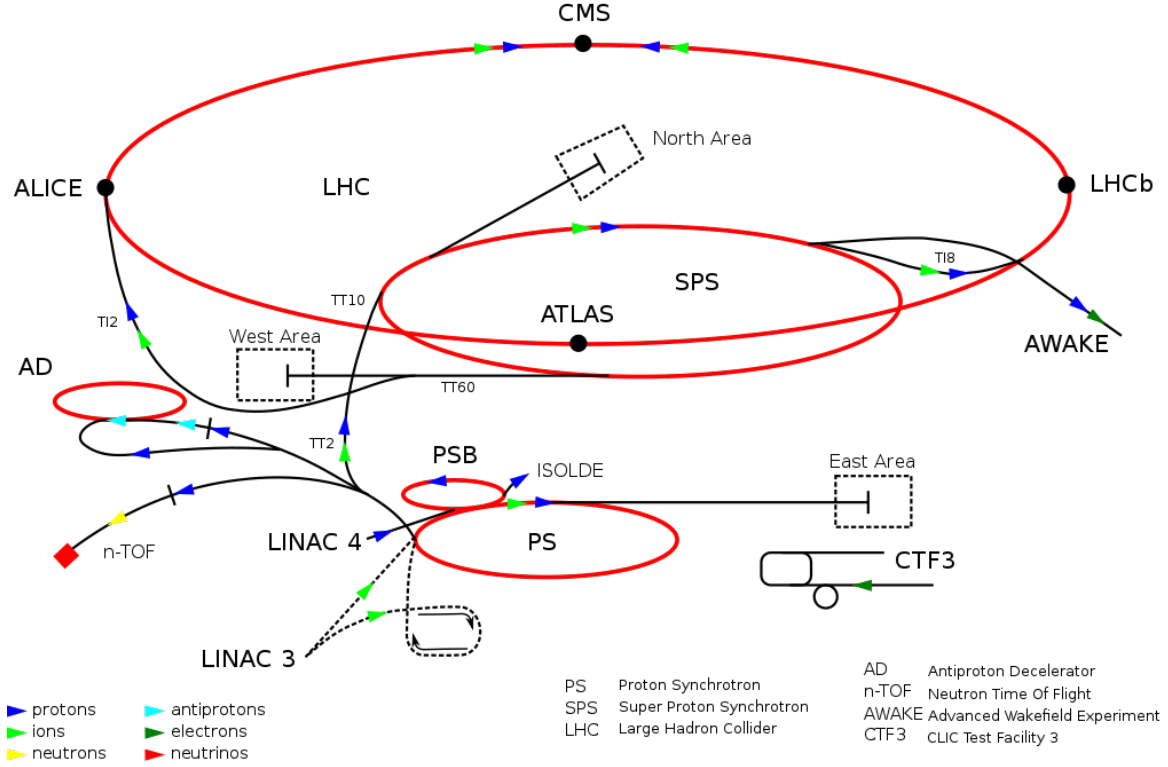 CMS
North Area
ALICE
LHC
LHCb
TI8
SPS
TT10
ATLAS
TI2
West Area
AWAKE
AD
TT60
TT2
PSB
ISOLDE
East Area
LINAC 4
PS
n-TOF
CTF3
LINAC 3
protons
ions
neutrons
antiprotons
electrons
neutrinos
PS Proton Synchrotron
SPS Super Proton Synchrotron
LHC Large Hadron Collider
AD Antiproton Decelerator
n-TOF Neutron Time Of Flight
AWAKE Advanced Wakefield Experiment
CTF3 CLIC Test Facility 3